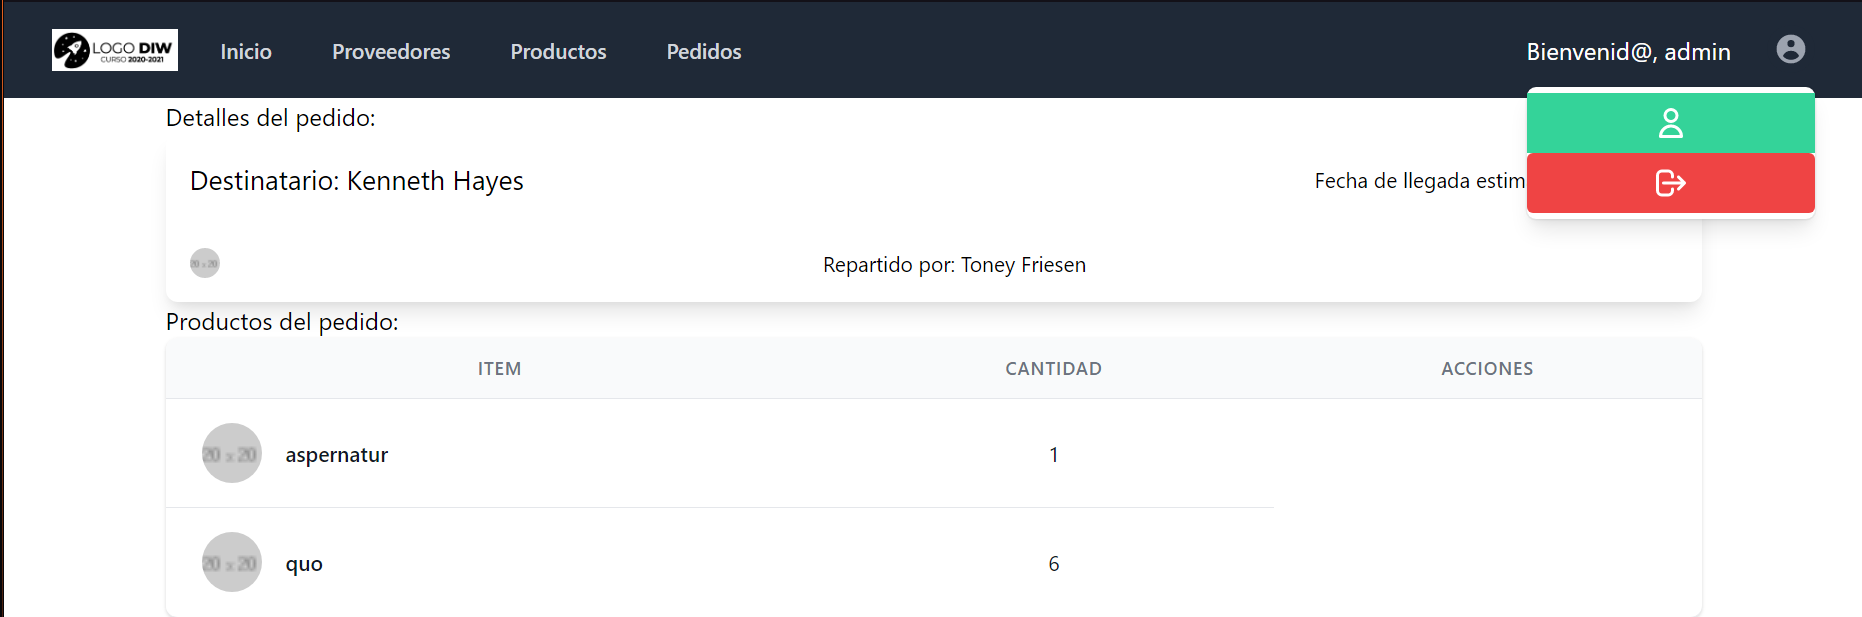 LOGO DIW
CURSO 2020-2021
Inicio
Proveedores
Productos
Pedidos
Bienvenid@, admin
Detalles del pedido:
Destinatario: Kenneth Hayes
Fecha de llegada estim
20 x 20
Repartido por: Toney Friesen
Productos del pedido:
ITEM
CANTIDAD
ACCIONES
20 x 20
aspernatur
1
20 x 20
quo
6